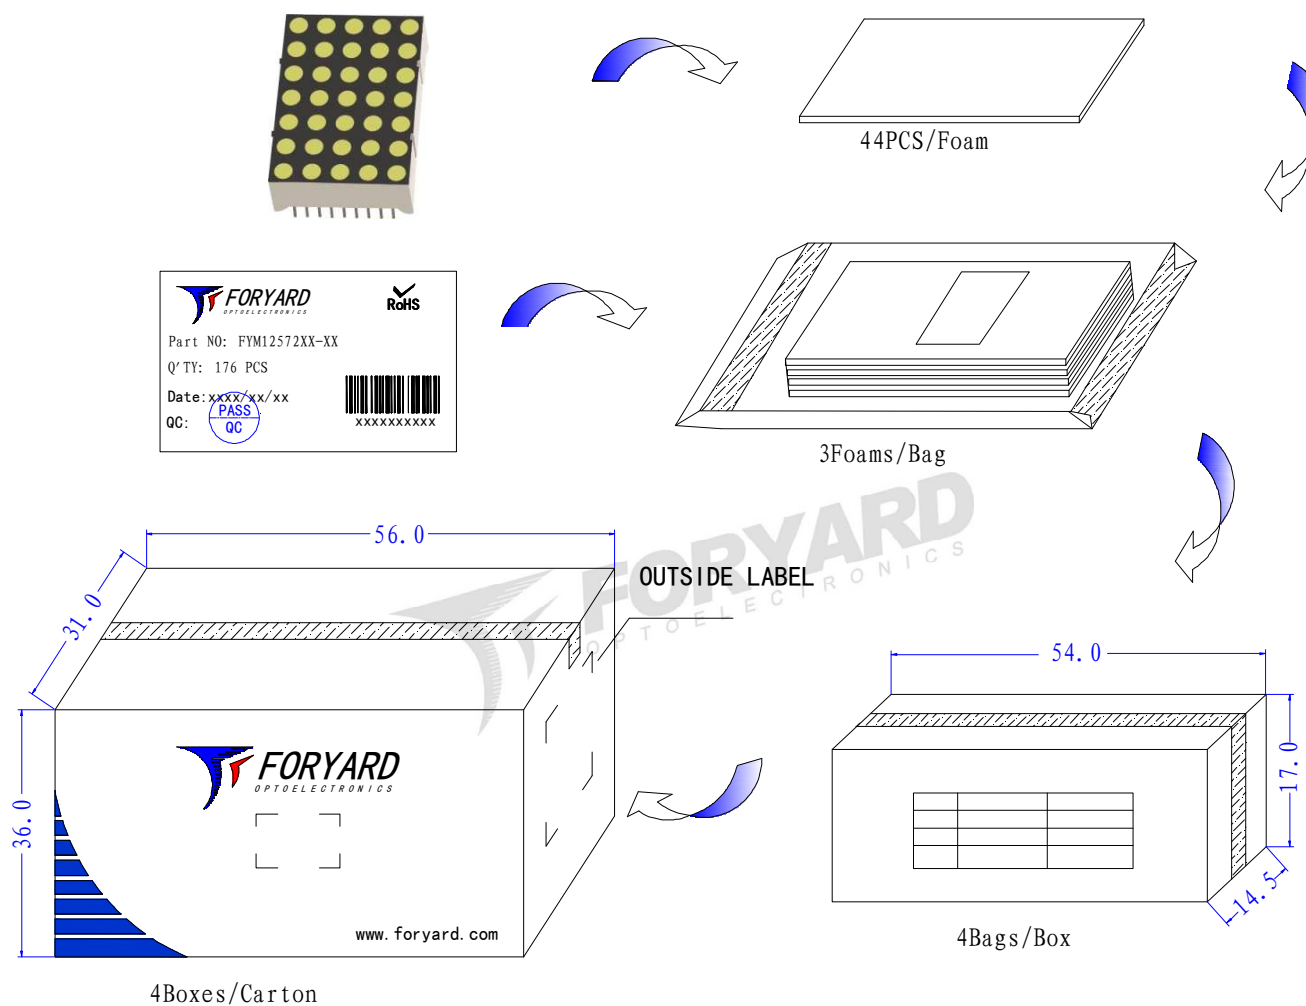 44PCS/Foam
FORYARD
OPTOELECTRONICS
RoHS
Part NO: FYM12572XX-XX
Q'TY: 176 PCS
Date:xxxx/xx/xx
QC:
PASS
QC
xxxxxxxxxx
3Foams/Bag
56.0
31.0
36.0
OUTSIDE LABEL
FORYARD
OPTOELECTRONICS
FORYARD
OPTOELECTRONICS
www.foryard.com
4Boxes/Carton
54.0
17.0
14.5
4Bags/Box